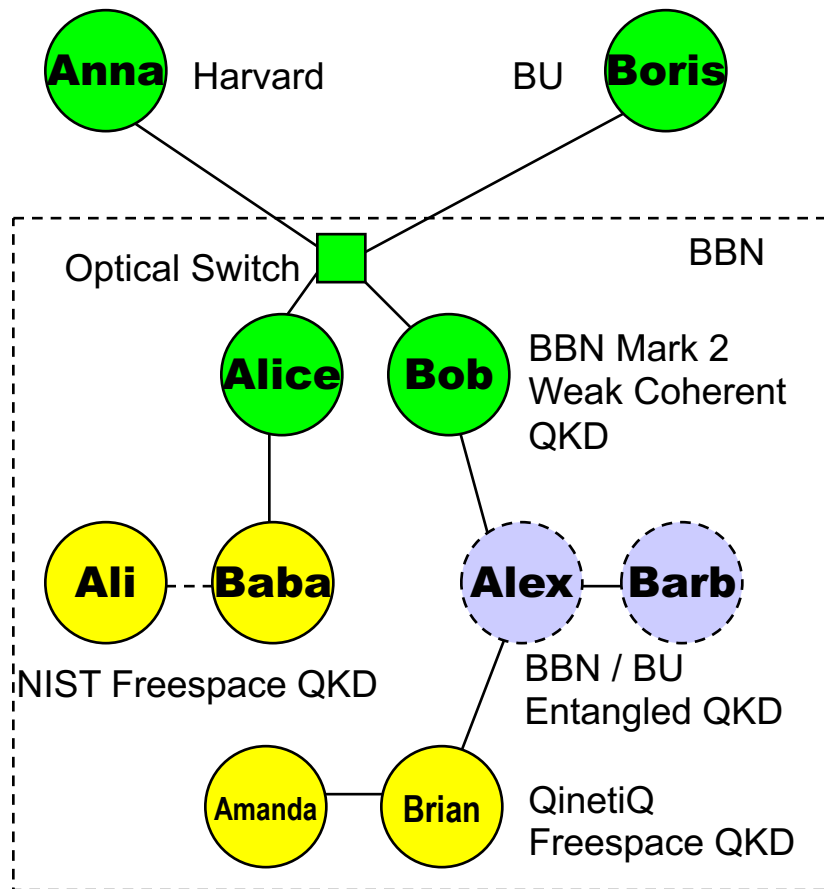 Anna
Harvard
BU
Boris
BBN
Optical Switch
Alice
Bob
BBN Mark 2
Weak Coherent
QKD
Ali
Baba
Alex
Barb
NIST Freespace QKD
BBN / BU
Entangled QKD
Amanda
Brian
QinetiQ
Freespace QKD